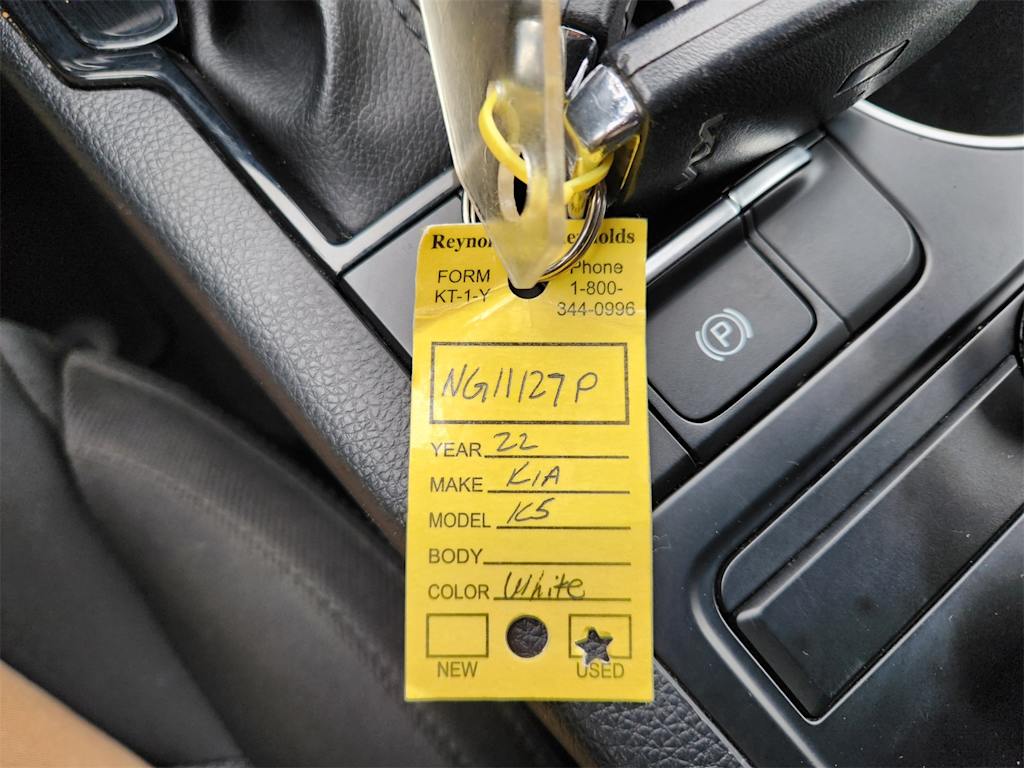 Reynolds
FORM
KT-1-Y
Phone
1-800-
344-0996
NG11127P
YEAR 22
MAKE KIA
MODEL K5
BODY
COLOR White
NEW
USED
P